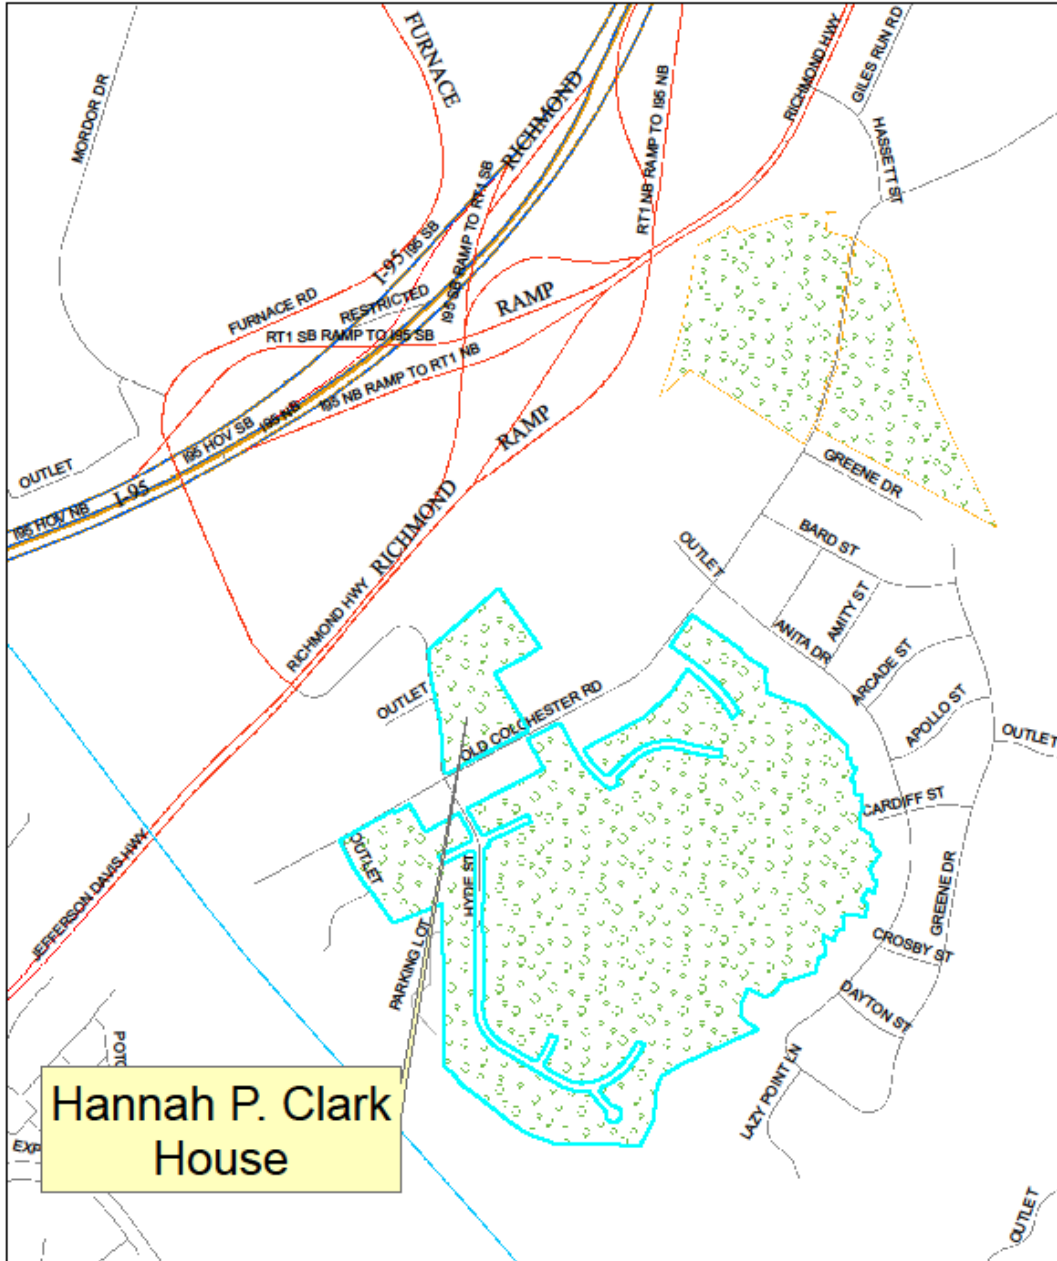 FURNACE
RICHMOND
RICHMOND HWY
GILES RUN RD
MORDOR DR
HASSETT ST
RT1 NB RAMP TO I95 NB
I95 SB RAMP TO RT1 SB
I-95
I95 SB
RESTRICTED
FURNACE RD
RAMP
RT1 SB RAMP TO I95 SB
I95 NB RAMP TO RT1 NB
I95 NB
I95 HOV SB
RAMP
OUTLET
I-95
I95 HOV NB
GREENE DR
RICHMOND
BARD ST
OUTLET
AMITY ST
ANITA DR
RICHMOND HWY
ARCADE ST
OUTLET
OLD COLCHESTER RD
APOLLO ST
OUTLET
CARDIFF ST
OUTLET
HYDE ST
JEFFERSON DAVIS HWY
GREENE DR
CROSBY ST
PARKING LOT
DAYTON ST
LAZY POINT LN
Hannah P. Clark
House
OUTLET